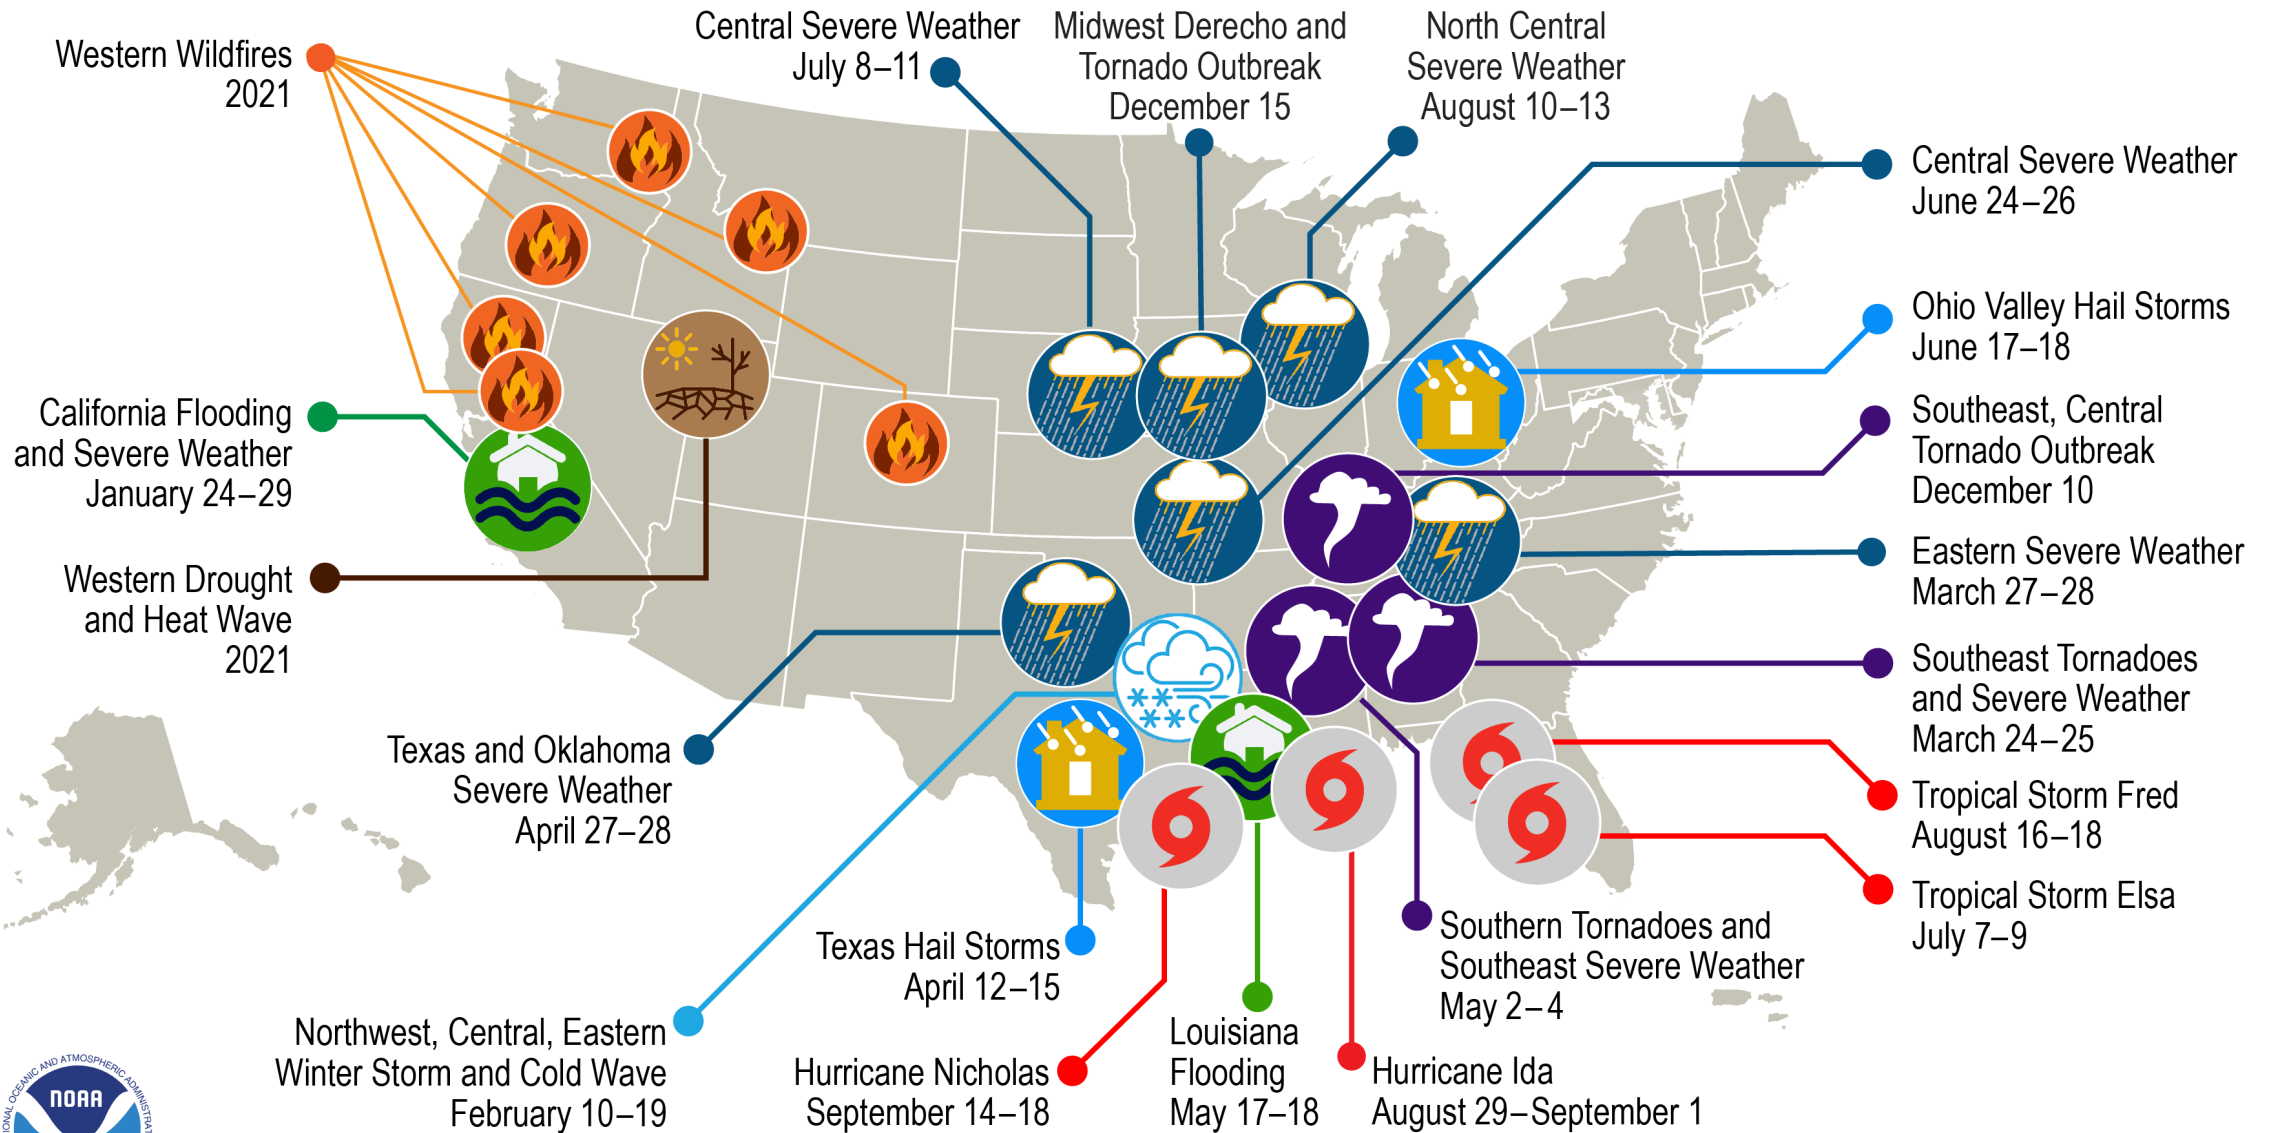 Western Wildfires
2021
Central Severe Weather
July 8–11
Midwest Derecho and
Tornado Outbreak
December 15
North Central
Severe Weather
August 10–13
Central Severe Weather
June 24–26
Ohio Valley Hail Storms
June 17–18
Southeast, Central
Tornado Outbreak
December 10
Eastern Severe Weather
March 27–28
Southeast Tornadoes
and Severe Weather
March 24–25
Tropical Storm Fred
August 16–18
Tropical Storm Elsa
July 7–9
California Flooding
and Severe Weather
January 24–29
Western Drought
and Heat Wave
2021
Texas and Oklahoma
Severe Weather
April 27–28
Texas Hail Storms
April 12–15
Northwest, Central, Eastern
Winter Storm and Cold Wave
February 10–19
Hurricane Nicholas
September 14–18
Louisiana
Flooding
May 17–18
Hurricane Ida
August 29–September 1
Southern Tornadoes and
Southeast Severe Weather
May 2–4
OCEANIC AND ATMOSPHERIC
NOAA